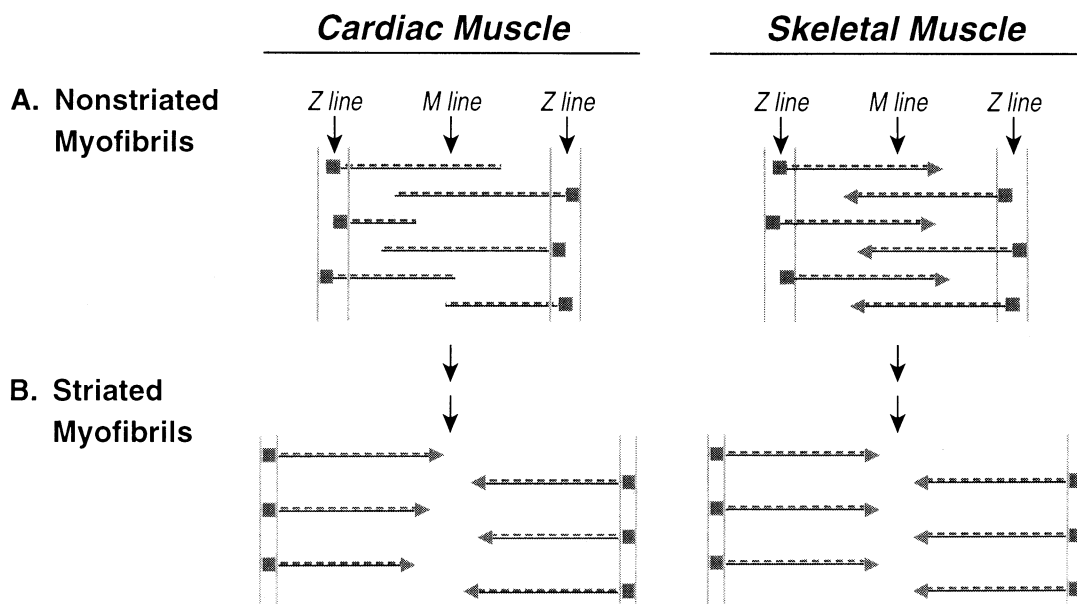 Cardiac Muscle
Skeletal Muscle
A. Nonstriated
Myofibrils
Z line M line Z line
Z line M line Z line
B. Striated
Myofibrils